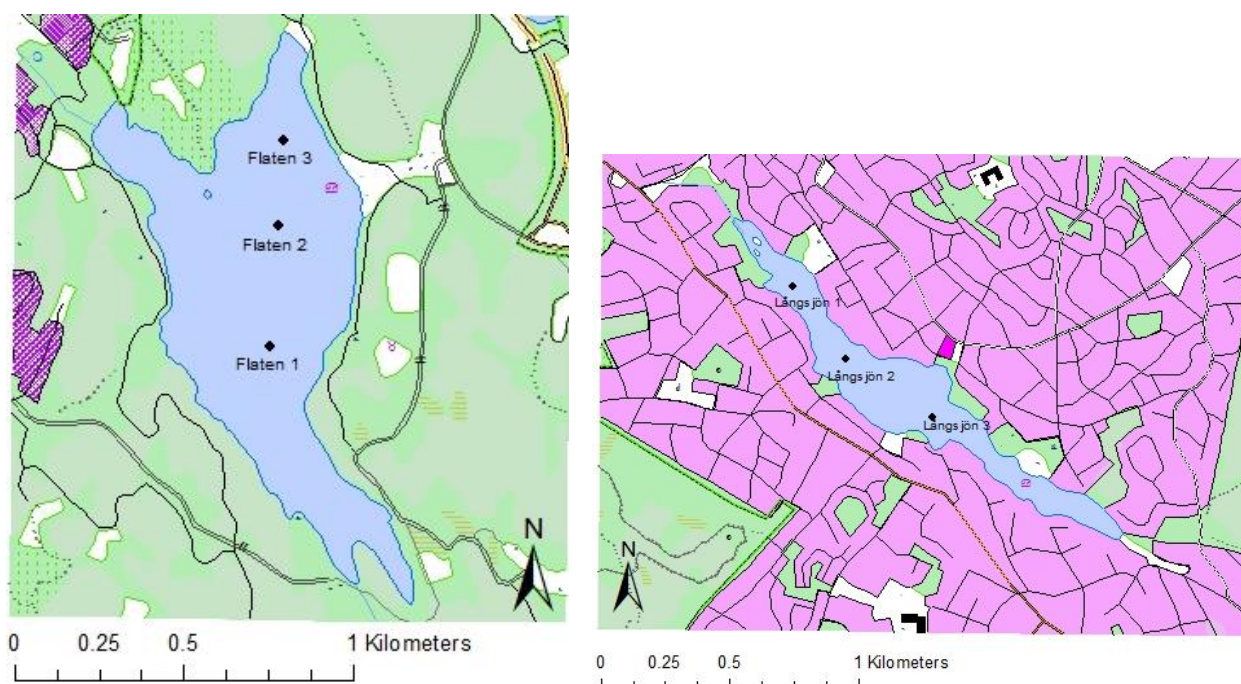 Flaten 3
Flaten 2
Flaten 1
N
0 0.25 0.5 1 Kilometers
Långsjön 1
Långsjön 2
Långsjön 3
N
0 0.25 0.5 1 Kilometers